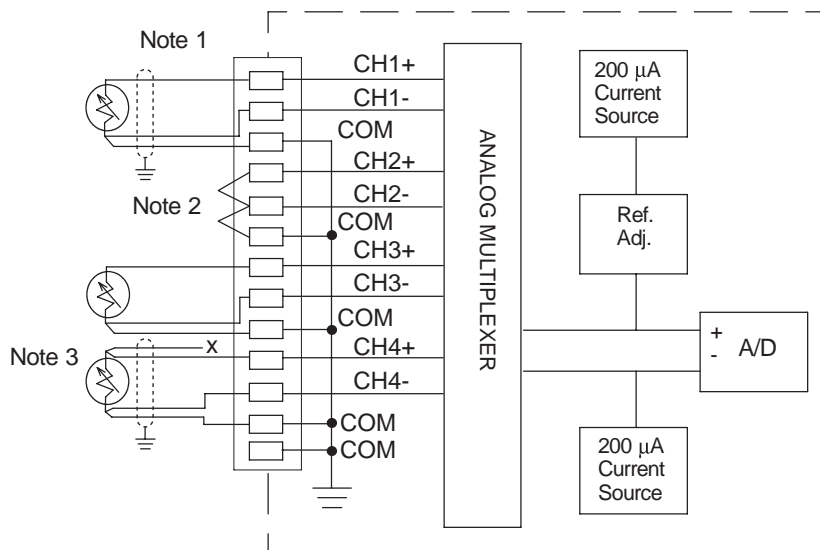 Note 1
CH1+
CH1-
COM
CH2+
Note 2
CH2-
COM
CH3+
CH3-
COM
Note 3
x
CH4+
CH4-
COM
COM
ANALOG MULTIPLEXER
200 µA
Current
Source
Ref.
Adj.
+
-
A/D
200 µA
Current
Source